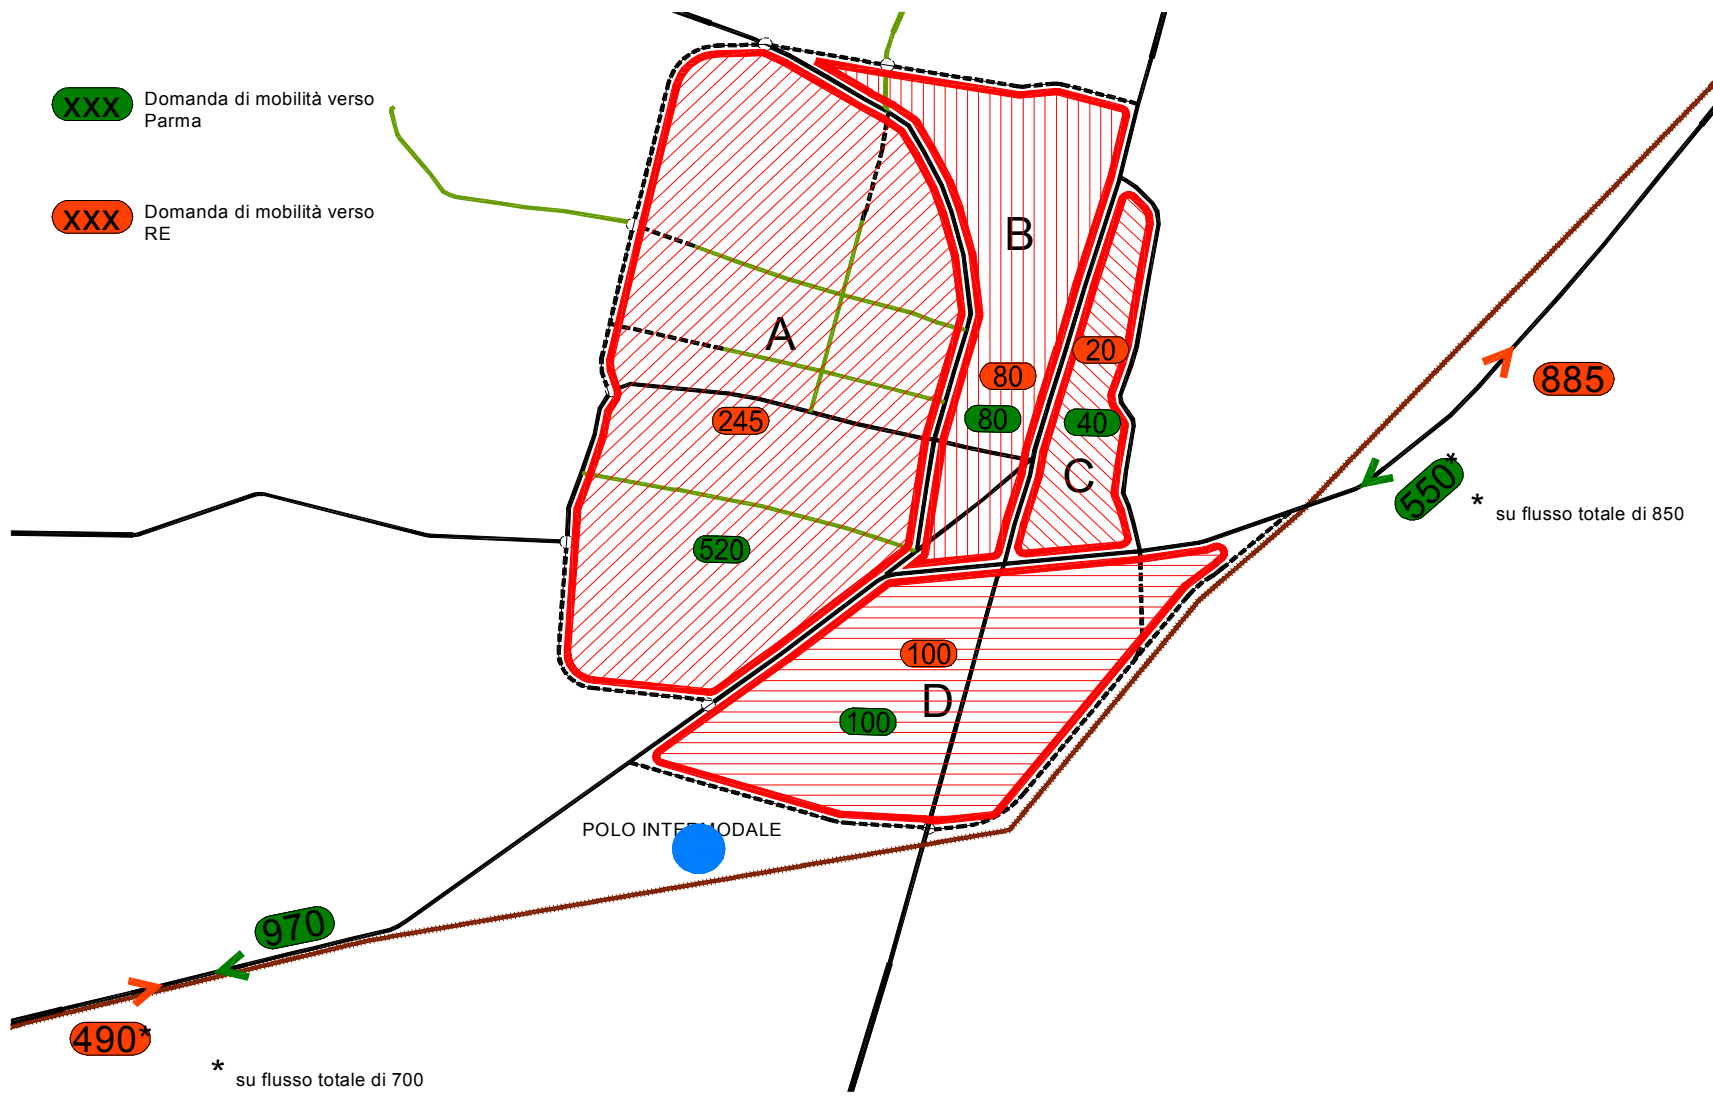 xxx
Domanda di mobilità verso
Parma
xxx
Domanda di mobilità verso
RE
B
A
20
80
885
245
80
40
C
550*
* su flusso totale di 850
520
100
D
100
POLO INTERMODALE
970
490*
* su flusso totale di 700